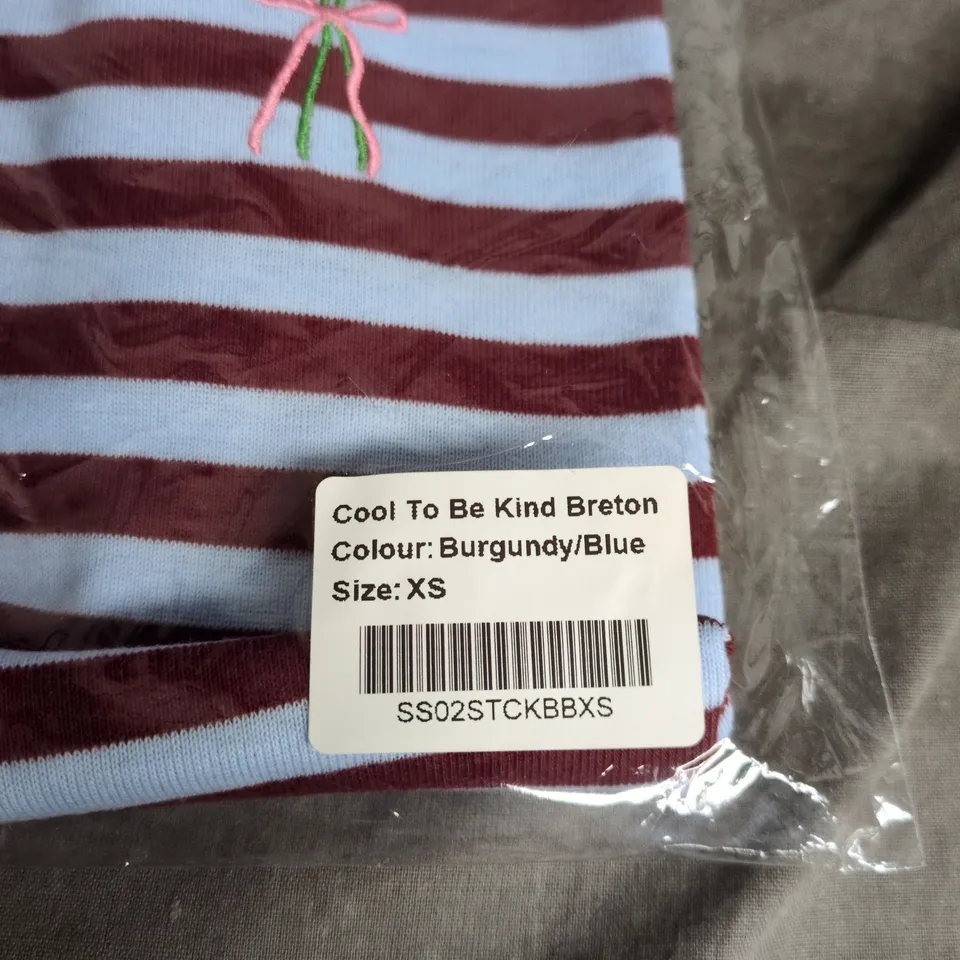 Cool To Be Kind Breton
Colour: Burgundy/Blue
Size: XS
SS02STCKBBXS